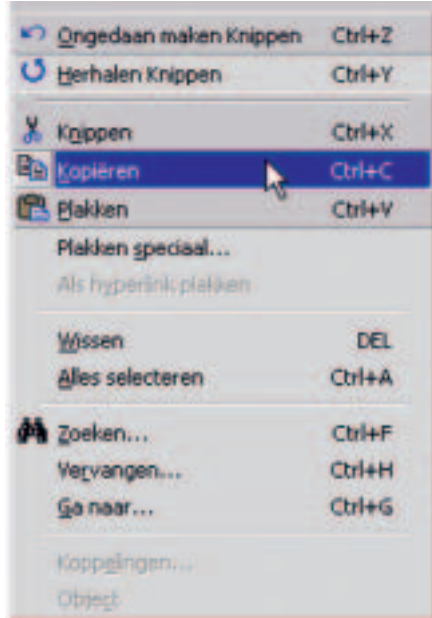 Ongedaan maken Knippen Ctrl+Z
Herhalen Knippen Ctrl+Y
Knippen Ctrl+X
Kopiëren Ctrl+C
Plakken Ctrl+V
Plakken speciaal...
Als hyperlink plakken
Wissen DEL
Alles selecteren Ctrl+A
Zoeken... Ctrl+F
Vervangen... Ctrl+H
Ga naar... Ctrl+G
Koppelingen...
Object